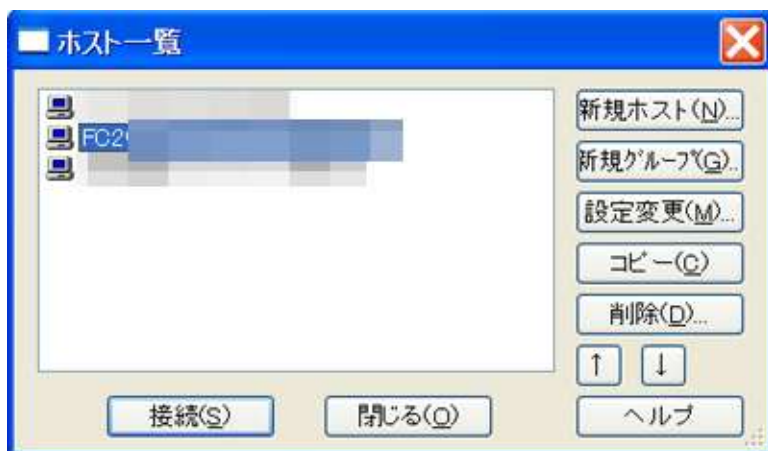 ホスト一覧
FC2
新規ホスト(N)...
新規ｸﾞﾙｰﾌﾟ(G)..
設定変更(M)...
コピー(C)
削除(D)...
↑ ↓
接続(S) 閉じる(O) ヘルプ